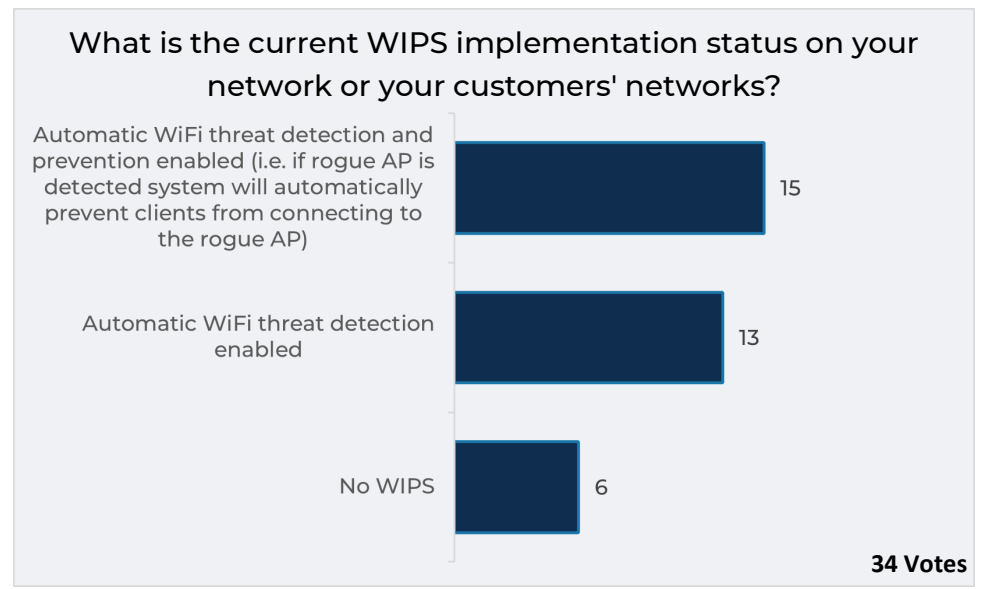 What is the current WIPS implementation status on your
network or your customers' networks?
Automatic WiFi threat detection and
prevention enabled (i.e. if rogue AP is
detected system will automatically
prevent clients from connecting to
the rogue AP)
15
Automatic WiFi threat detection
enabled
13
No WIPS
6
34 Votes